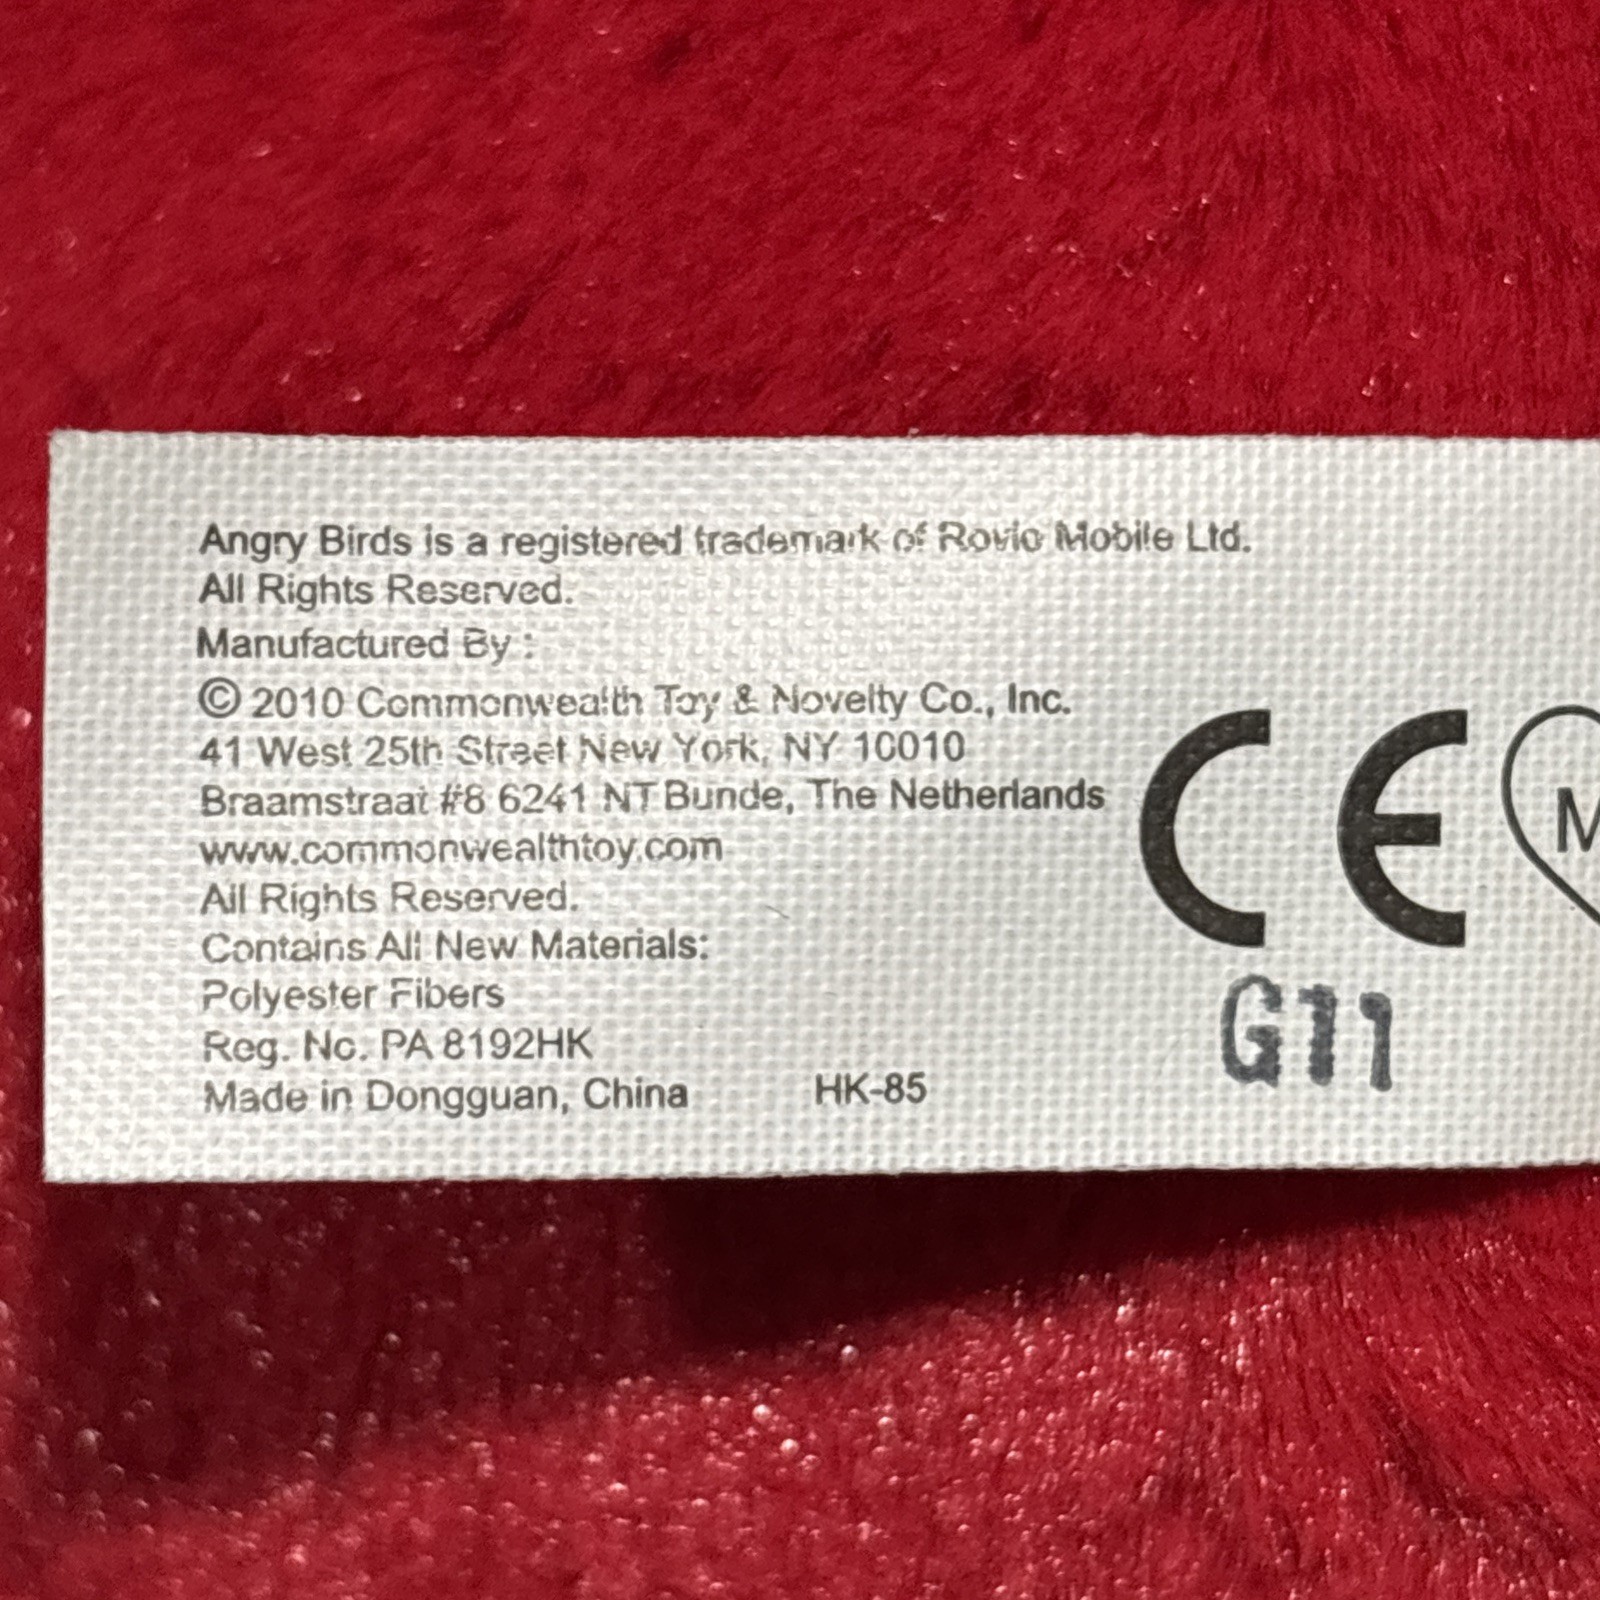 Angry Birds is a registered trademark of Rovio Mobile Ltd.
All Rights Reserved.
Manufactured By :
© 2010 Commonwealth Toy & Novelty Co., Inc.
41 West 25th Street New York, NY 10010
Braamstraat #8 6241 NT Bunde, The Netherlands
www.commonwealthtoy.com
All Rights Reserved.
Contains All New Materials:
Polyester Fibers
Reg. No. PA 8192HK
Made in Dongguan, China HK-85
CE
G11
M